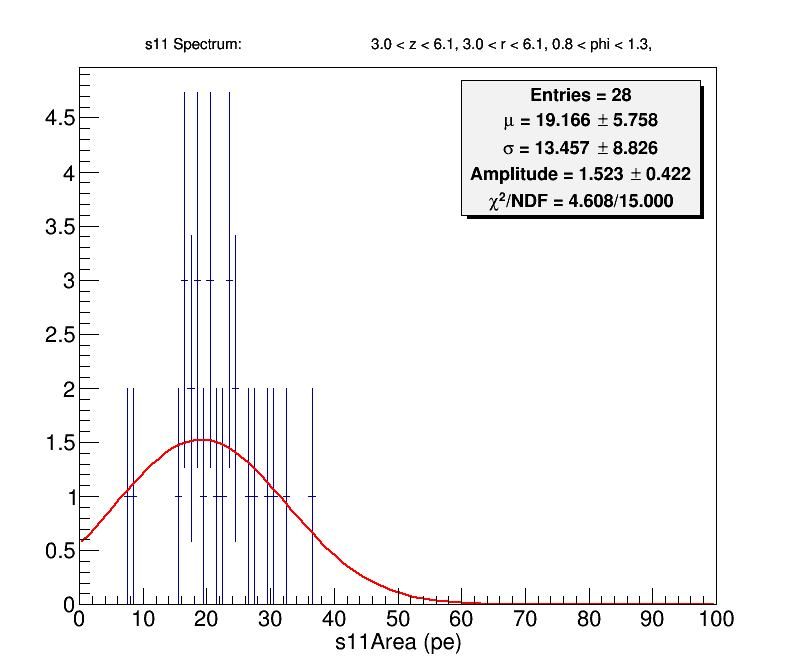 s11 Spectrum: 3.0 < z < 6.1, 3.0 < r < 6.1, 0.8 < phi < 1.3,
Entries = 28
μ = 19.166 ± 5.758
σ = 13.457 ± 8.826
Amplitude = 1.523 ± 0.422
χ²/NDF = 4.608/15.000
4.5
4
3.5
3
2.5
2
1.5
1
0.5
0
0 10 20 30 40 50 60 70 80 90 100
s11Area (pe)